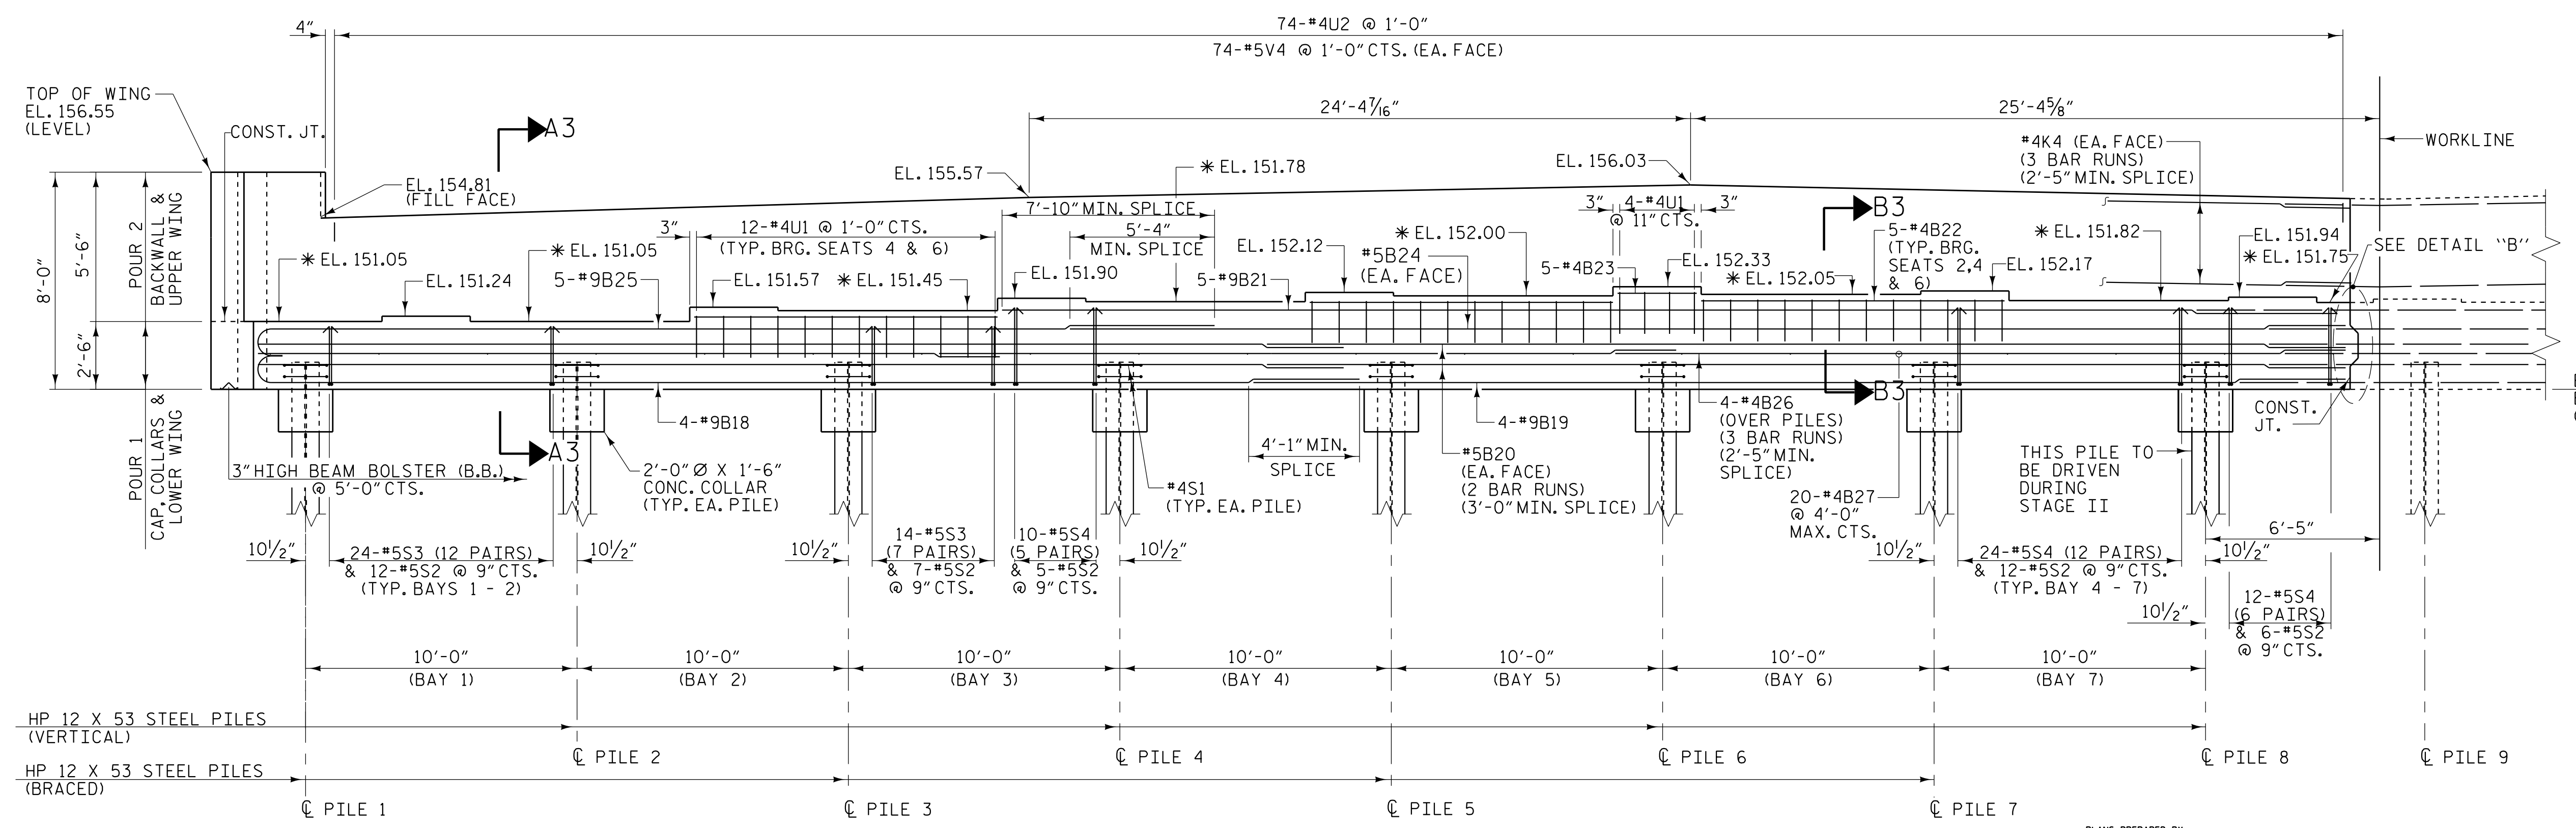 4"
74-#4U2 @ 1'-0"
74-#5V4 @ 1'-0" CTS. (EA. FACE)
TOP OF WING
EL. 156.55
(LEVEL)
CONST. JT.
A3
24'-4 7/16"
25'-4 5/8"
WORKLINE
#4K4 (EA. FACE)
(3 BAR RUNS)
(2'-5" MIN. SPLICE)
EL. 154.81
(FILL FACE)
EL. 155.57
✳ EL. 151.78
EL. 156.03
B3
8'-0"
5'-6"
2'-6"
POUR 2
BACKWALL &
UPPER WING
POUR 1
CAP, COLLARS &
LOWER WING
✳ EL. 151.05
EL. 151.24
✳ EL. 151.05
5-#9B25
3"
12-#4U1 @ 1'-0" CTS.
(TYP. BRG. SEATS 4 & 6)
EL. 151.57
✳ EL. 151.45
7'-10" MIN. SPLICE
5'-4"
MIN. SPLICE
EL. 151.90
5-#9B21
EL. 152.12
✳ EL. 152.00
#5B24
(EA. FACE)
3"
4-#4U1
@ 11" CTS.
3"
5-#4B23
EL. 152.33
✳ EL. 152.05
5-#4B22
(TYP. BRG.
SEATS 2,4
& 6)
EL. 152.17
✳ EL. 151.82
EL. 151.94
✳ EL. 151.75
SEE DETAIL ''B''
4-#9B18
A3
3" HIGH BEAM BOLSTER (B.B.)
@ 5'-0" CTS.
2'-0" Ø X 1'-6"
CONC. COLLAR
(TYP. EA. PILE)
#4S1
(TYP. EA. PILE)
4'-1" MIN.
SPLICE
4-#9B19
#5B20
(EA. FACE)
(2 BAR RUNS)
(3'-0" MIN. SPLICE)
4-#4B26
(OVER PILES)
(3 BAR RUNS)
(2'-5" MIN.
SPLICE)
B3
20-#4B27
@ 4'-0"
MAX. CTS.
THIS PILE TO
BE DRIVEN
DURING
STAGE II
CONST.
JT.
6'-5"
10 1/2"
24-#5S3 (12 PAIRS)
& 12-#5S2 @ 9" CTS.
(TYP. BAYS 1 - 2)
10 1/2"
10 1/2"
14-#5S3
(7 PAIRS)
& 7-#5S2
@ 9" CTS.
10-#5S4
(5 PAIRS)
& 5-#5S2
@ 9" CTS.
10 1/2"
10 1/2"
24-#5S4 (12 PAIRS)
& 12-#5S2 @ 9" CTS.
(TYP. BAY 4 - 7)
10 1/2"
10 1/2"
12-#5S4
(6 PAIRS)
& 6-#5S2
@ 9" CTS.
10'-0"
(BAY 1)
10'-0"
(BAY 2)
10'-0"
(BAY 3)
10'-0"
(BAY 4)
10'-0"
(BAY 5)
10'-0"
(BAY 6)
10'-0"
(BAY 7)
HP 12 X 53 STEEL PILES
(VERTICAL)
℄ PILE 2
℄ PILE 4
℄ PILE 6
℄ PILE 8
℄ PILE 9
HP 12 X 53 STEEL PILES
(BRACED)
℄ PILE 1
℄ PILE 3
℄ PILE 5
℄ PILE 7